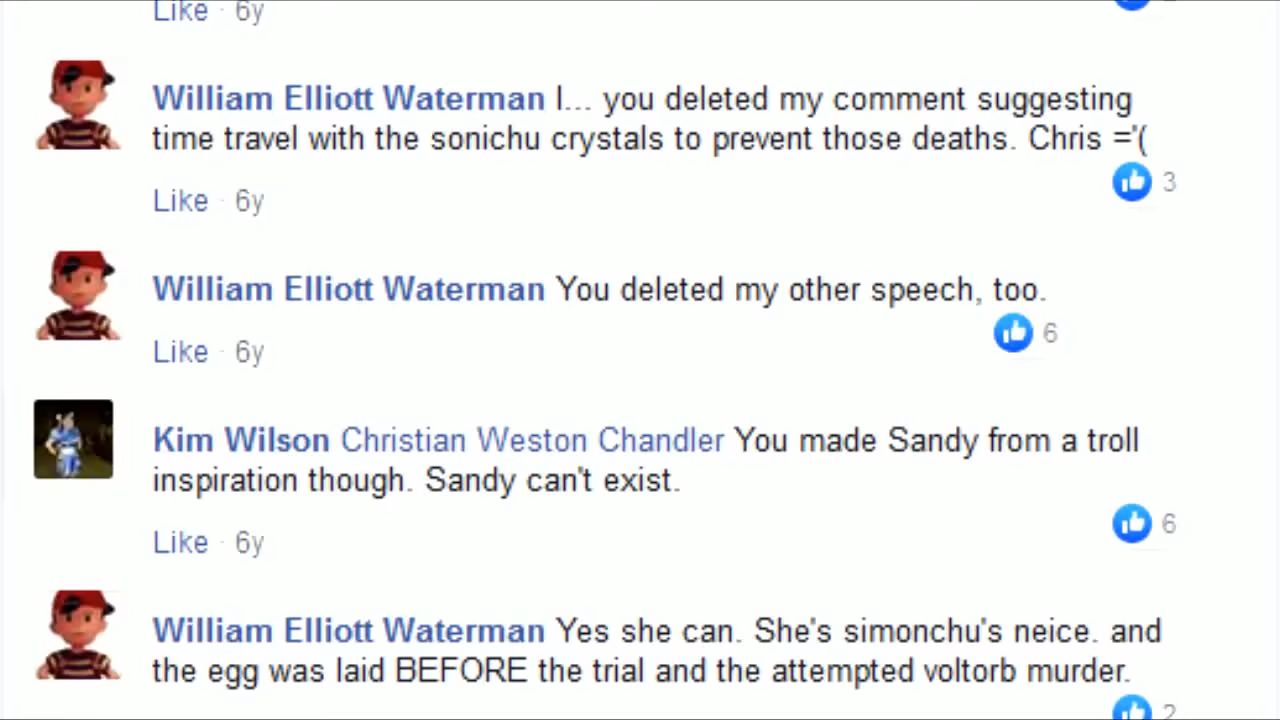 Like · 6y
William Elliott Waterman I... you deleted my comment suggesting
time travel with the sonichu crystals to prevent those deaths. Chris ='(
3
Like · 6y
William Elliott Waterman You deleted my other speech, too.
6
Like · 6y
Kim Wilson Christian Weston Chandler You made Sandy from a troll
inspiration though. Sandy can't exist.
6
Like · 6y
William Elliott Waterman Yes she can. She's simonchu's neice. and
the egg was laid BEFORE the trial and the attempted voltorb murder.
2